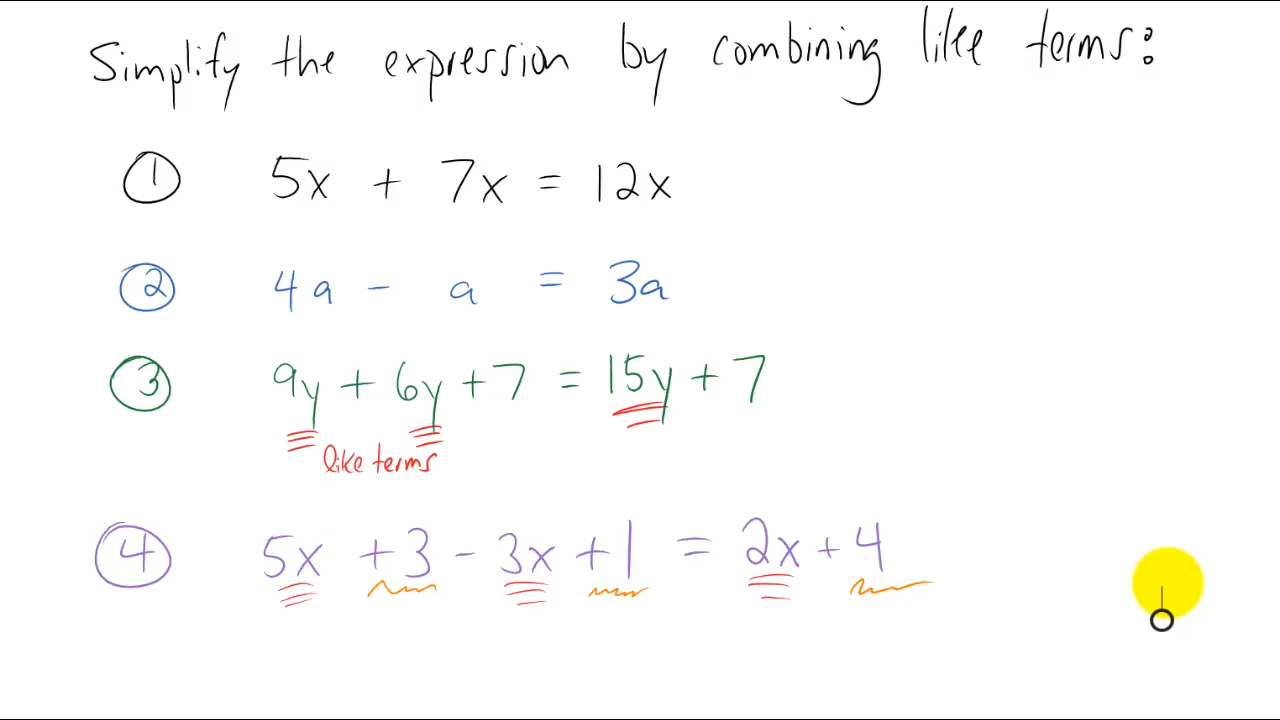 Simplify the expression by combining like terms:
① 5x + 7x = 12x
② 4a - a = 3a
③ 9y + 6y + 7 = 15y + 7
like terms
④ 5x + 3 - 3x + 1 = 2x + 4